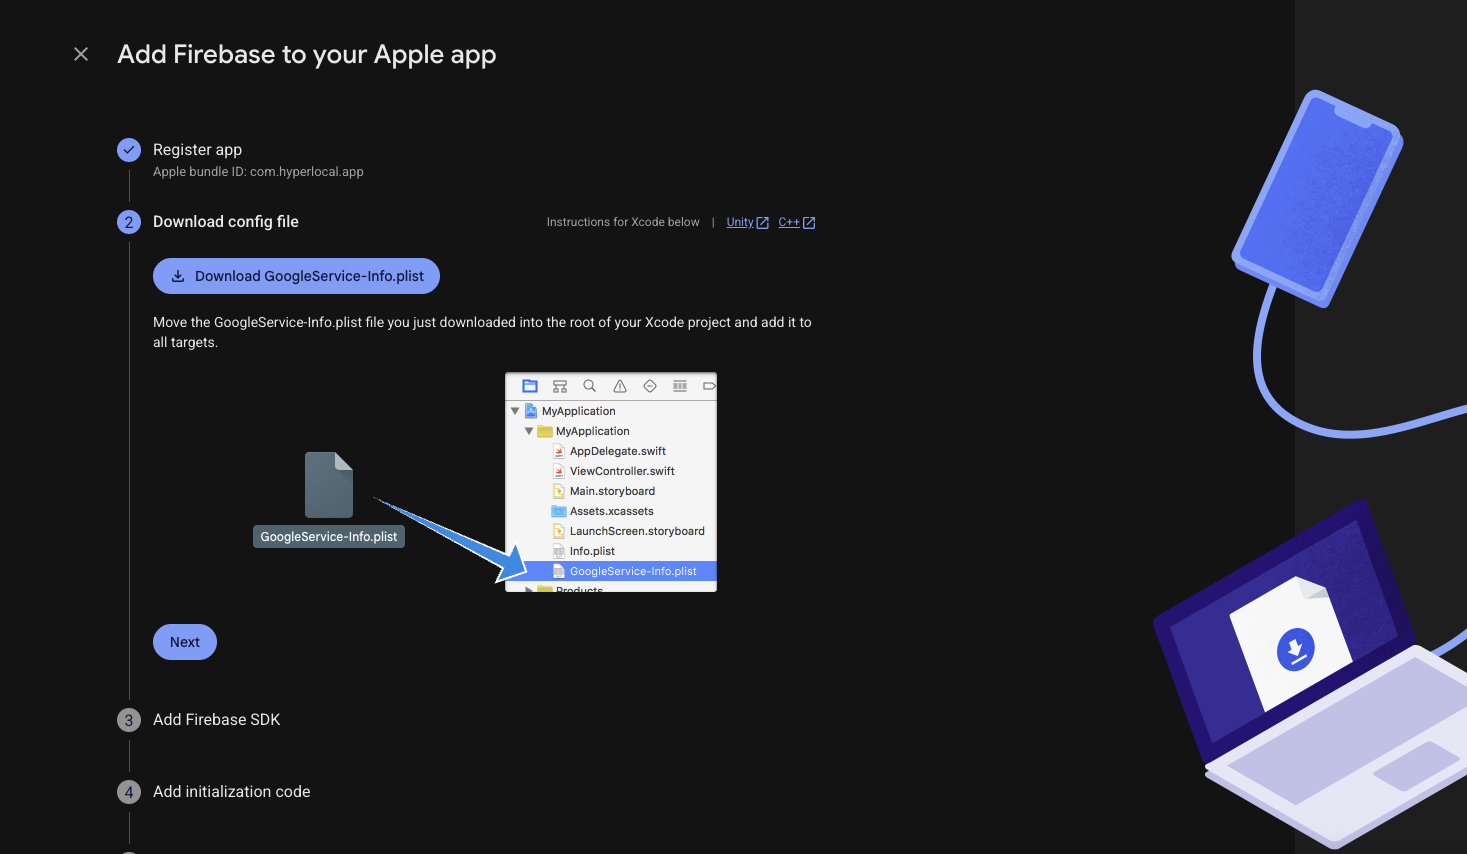 Add Firebase to your Apple app
Register app
Apple bundle ID: com.hyperlocal.app
2 Download config file
Instructions for Xcode below | Unity C++
Download GoogleService-Info.plist
Move the GoogleService-Info.plist file you just downloaded into the root of your Xcode project and add it to
all targets.
MyApplication
MyApplication
AppDelegate.swift
ViewController.swift
Main.storyboard
Assets.xcassets
LaunchScreen.storyboard
Info.plist
GoogleService-Info.plist
Products
GoogleService-Info.plist
Next
3 Add Firebase SDK
4 Add initialization code